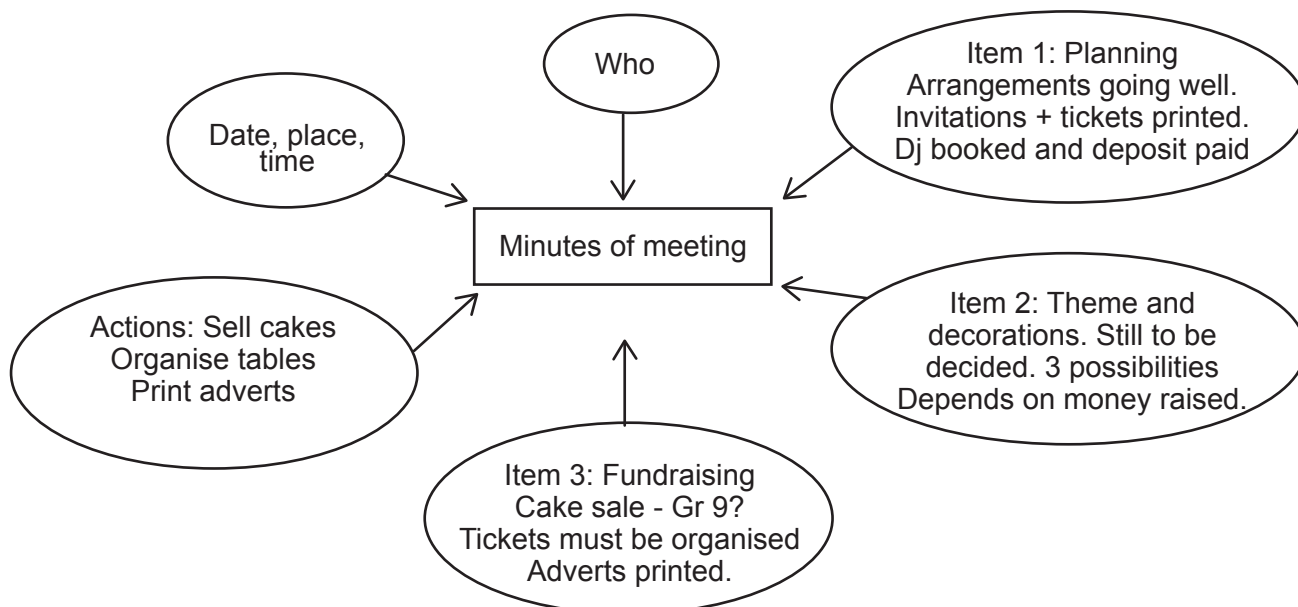 Who
Item 1: Planning
Arrangements going well.
Invitations + tickets printed.
Dj booked and deposit paid
Date, place,
time
Minutes of meeting
Item 2: Theme and
decorations. Still to be
decided. 3 possibilities
Depends on money raised.
Actions: Sell cakes
Organise tables
Print adverts
Item 3: Fundraising
Cake sale - Gr 9?
Tickets must be organised
Adverts printed.